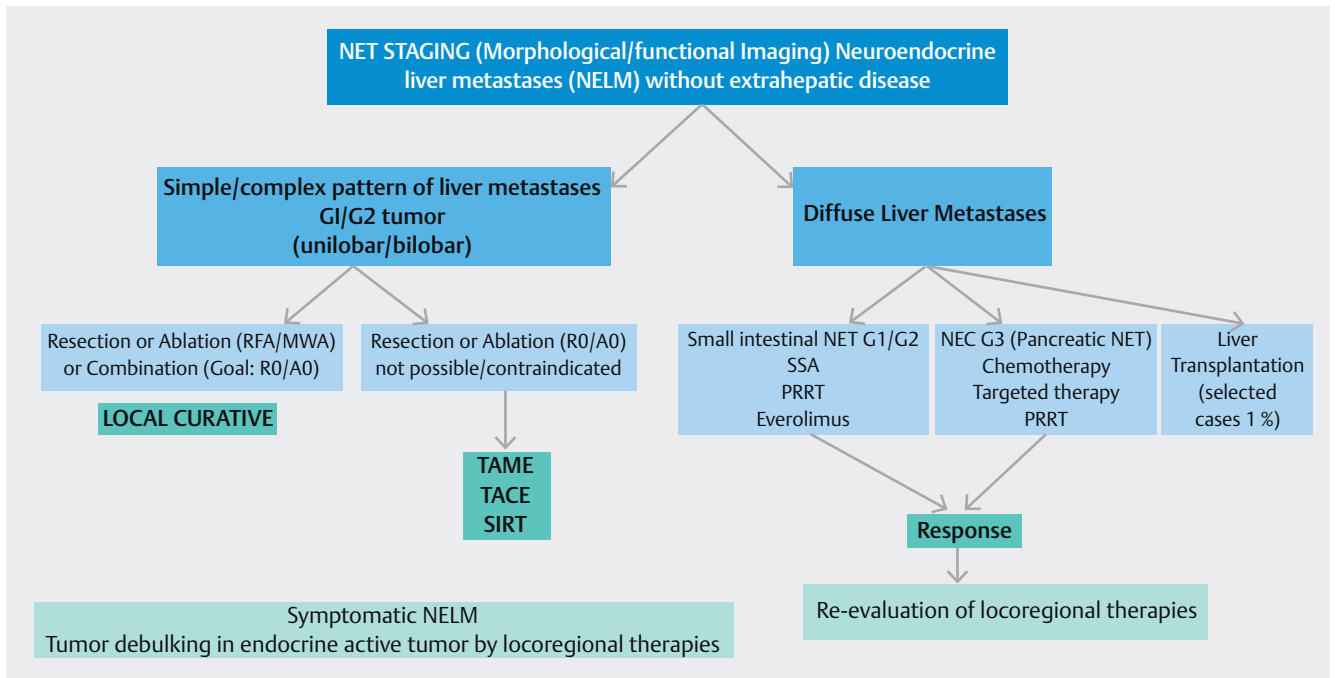 NET STAGING (Morphological/functional Imaging) Neuroendocrine
liver metastases (NELM) without extrahepatic disease
Simple/complex pattern of liver metastases
GI/G2 tumor
(unilobar/bilobar)
Diffuse Liver Metastases
Resection or Ablation (RFA/MWA)
or Combination (Goal: R0/A0)
LOCAL CURATIVE
Resection or Ablation (R0/A0)
not possible/contraindicated
TAME
TACE
SIRT
Small intestinal NET G1/G2
SSA
PRRT
Everolimus
NEC G3 (Pancreatic NET)
Chemotherapy
Targeted therapy
PRRT
Liver
Transplantation
(selected
cases 1 %)
Response
Re-evaluation of locoregional therapies
Symptomatic NELM
Tumor debulking in endocrine active tumor by locoregional therapies